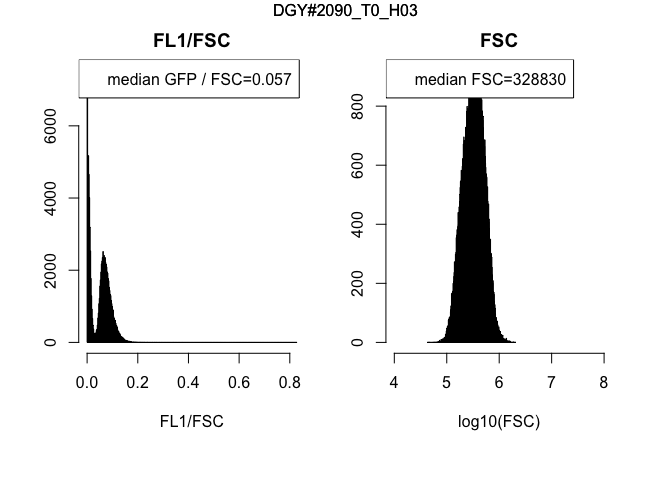 DGY#2090_T0_H03
FL1/FSC
median GFP / FSC=0.057
0 2000 4000 6000
0.0 0.2 0.4 0.6 0.8
FL1/FSC
FSC
median FSC=328830
0 200 400 600 800
4 5 6 7 8
log10(FSC)